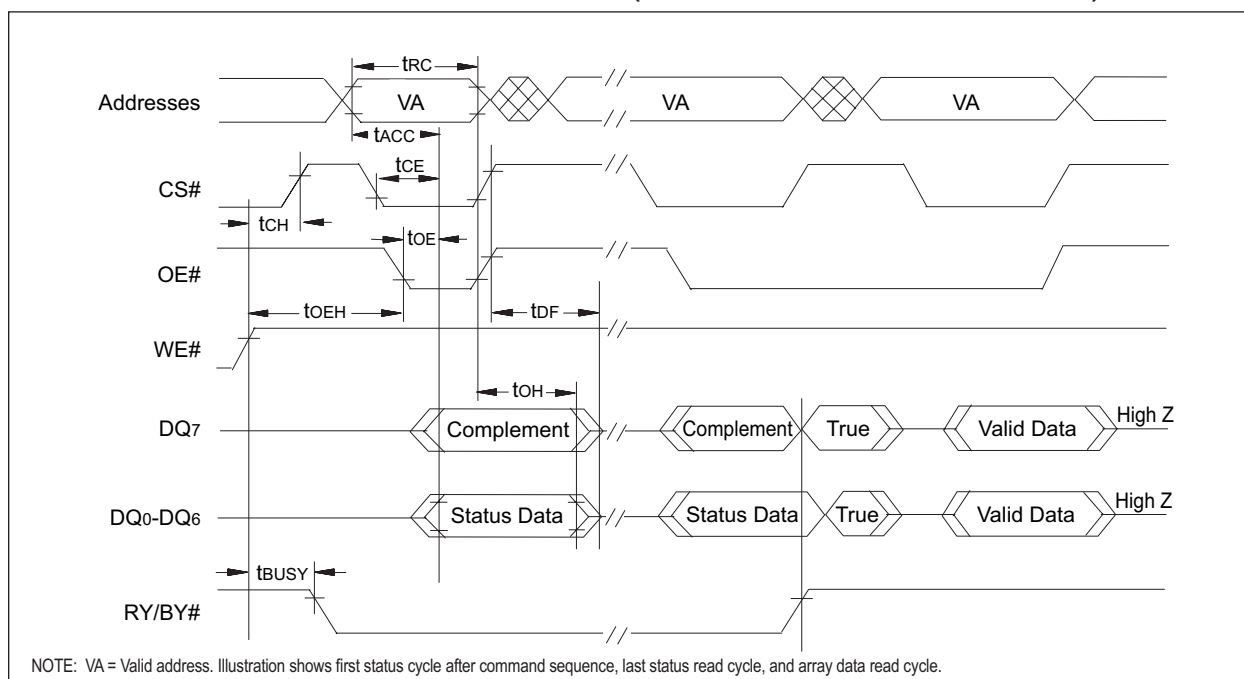 tRC
Addresses VA VA VA
tACC
tCE
CS#
tCH
tOE
OE#
tOEH tDF
WE#
tOH
DQ7 Complement Complement True Valid Data High Z
DQ0-DQ6 Status Data Status Data True Valid Data High Z
tBUSY
RY/BY#
NOTE: VA = Valid address. Illustration shows first status cycle after command sequence, last status read cycle, and array data read cycle.